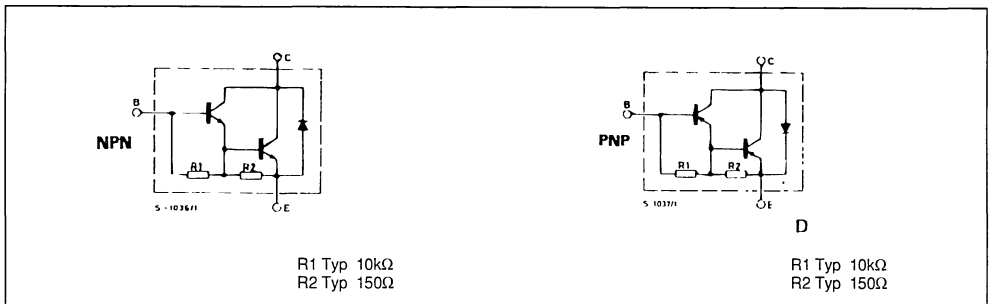 C
B
NPN
R1
R2
S-1036/1
E
R1 Typ 10kΩ
R2 Typ 150Ω
C
B
PNP
R1
R2
S 1037/1
E
D
R1 Typ 10kΩ
R2 Typ 150Ω